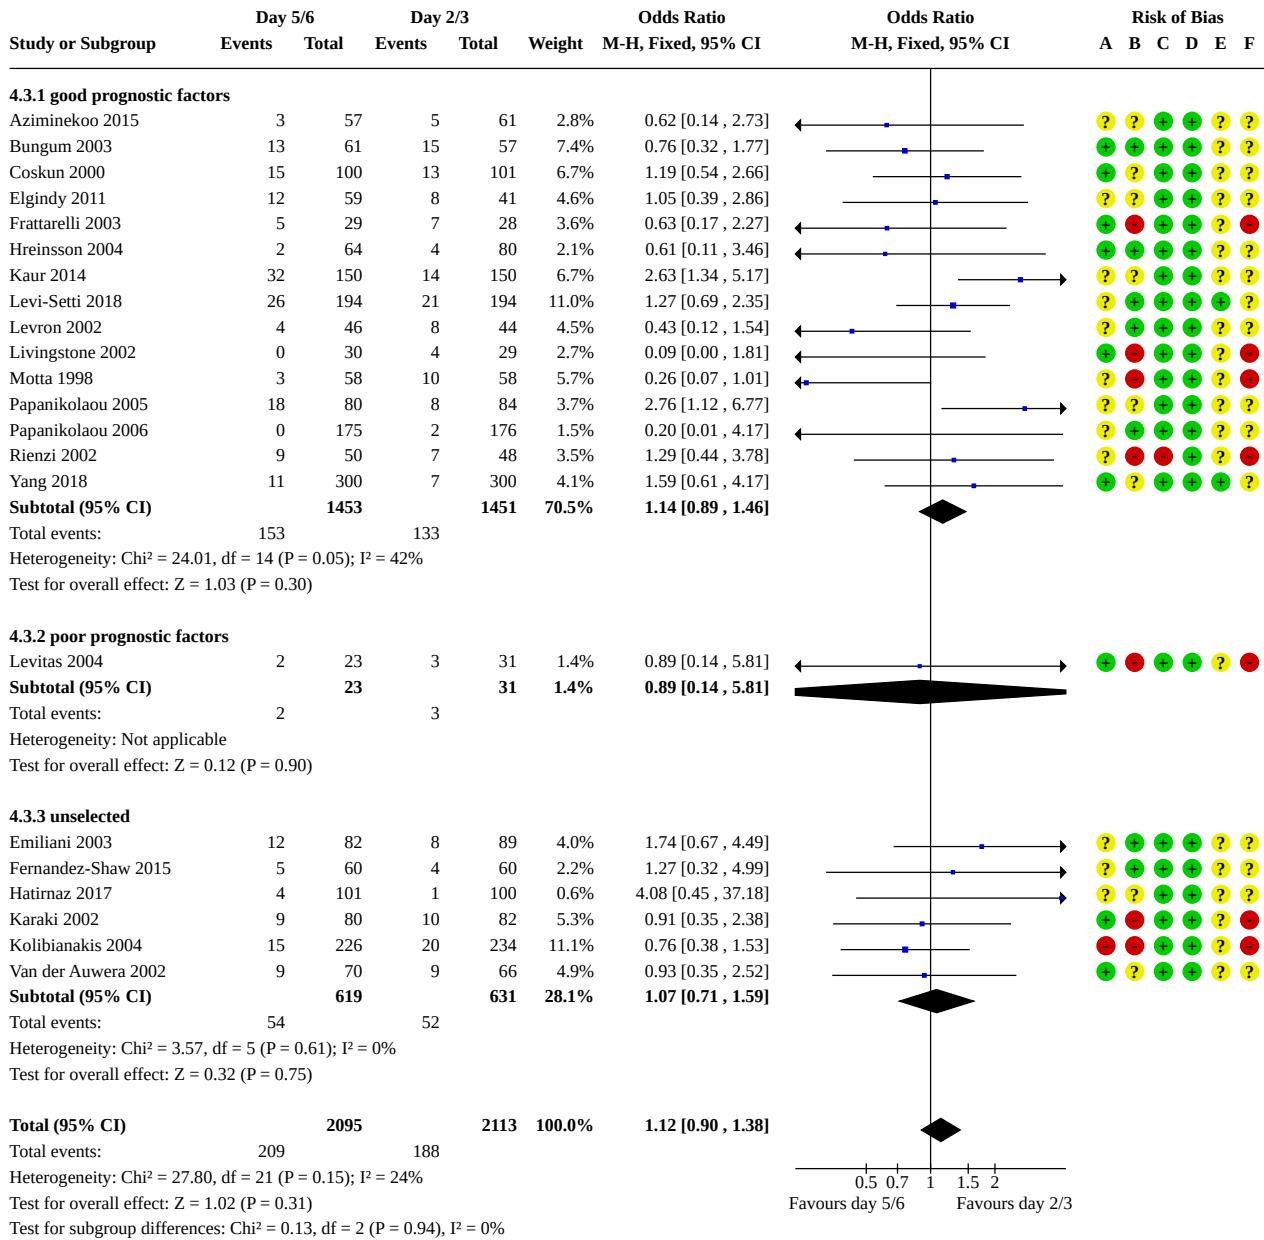 Day 5/6 Day 2/3 Odds Ratio Odds Ratio Risk of Bias
Study or Subgroup Events Total Events Total Weight M-H, Fixed, 95% CI M-H, Fixed, 95% CI A B C D E F
4.3.1 good prognostic factors
Aziminekoo 2015 3 57 5 61 2.8% 0.62 [0.14 , 2.73] ? ? + + ? ?
Bungum 2003 13 61 15 57 7.4% 0.76 [0.32 , 1.77] + + + + ? ?
Coskun 2000 15 100 13 101 6.7% 1.19 [0.54 , 2.66] + ? + + ? ?
Elgindy 2011 12 59 8 41 4.6% 1.05 [0.39 , 2.86] ? ? + + ? ?
Frattarelli 2003 5 29 7 28 3.6% 0.63 [0.17 , 2.27] + - + + ? -
Hreinsson 2004 2 64 4 80 2.1% 0.61 [0.11 , 3.46] + + + + ? ?
Kaur 2014 32 150 14 150 6.7% 2.63 [1.34 , 5.17] ? ? + + ? ?
Levi-Setti 2018 26 194 21 194 11.0% 1.27 [0.69 , 2.35] ? + + + + ?
Levron 2002 4 46 8 44 4.5% 0.43 [0.12 , 1.54] ? + + + ? ?
Livingstone 2002 0 30 4 29 2.7% 0.09 [0.00 , 1.81] + - + + ? -
Motta 1998 3 58 10 58 5.7% 0.26 [0.07 , 1.01] ? - + + ? -
Papanikolaou 2005 18 80 8 84 3.7% 2.76 [1.12 , 6.77] ? ? + + ? ?
Papanikolaou 2006 0 175 2 176 1.5% 0.20 [0.01 , 4.17] ? + + + ? ?
Rienzi 2002 9 50 7 48 3.5% 1.29 [0.44 , 3.78] ? - - + ? -
Yang 2018 11 300 7 300 4.1% 1.59 [0.61 , 4.17] + ? + + + ?
Subtotal (95% CI) 1453 1451 70.5% 1.14 [0.89 , 1.46]
Total events: 153 133
Heterogeneity: Chi² = 24.01, df = 14 (P = 0.05); I² = 42%
Test for overall effect: Z = 1.03 (P = 0.30)
4.3.2 poor prognostic factors
Levitas 2004 2 23 3 31 1.4% 0.89 [0.14 , 5.81] + - + + ? -
Subtotal (95% CI) 23 31 1.4% 0.89 [0.14 , 5.81]
Total events: 2 3
Heterogeneity: Not applicable
Test for overall effect: Z = 0.12 (P = 0.90)
4.3.3 unselected
Emiliani 2003 12 82 8 89 4.0% 1.74 [0.67 , 4.49] ? + + + ? ?
Fernandez-Shaw 2015 5 60 4 60 2.2% 1.27 [0.32 , 4.99] ? + + + ? ?
Hatirnaz 2017 4 101 1 100 0.6% 4.08 [0.45 , 37.18] ? ? + + ? ?
Karaki 2002 9 80 10 82 5.3% 0.91 [0.35 , 2.38] + - + + ? -
Kolibianakis 2004 15 226 20 234 11.1% 0.76 [0.38 , 1.53] - - + + ? -
Van der Auwera 2002 9 70 9 66 4.9% 0.93 [0.35 , 2.52] + ? + + ? ?
Subtotal (95% CI) 619 631 28.1% 1.07 [0.71 , 1.59]
Total events: 54 52
Heterogeneity: Chi² = 3.57, df = 5 (P = 0.61); I² = 0%
Test for overall effect: Z = 0.32 (P = 0.75)
Total (95% CI) 2095 2113 100.0% 1.12 [0.90 , 1.38]
Total events: 209 188
Heterogeneity: Chi² = 27.80, df = 21 (P = 0.15); I² = 24%
0.5 0.7 1 1.5 2
Test for overall effect: Z = 1.02 (P = 0.31) Favours day 5/6 Favours day 2/3
Test for subgroup differences: Chi² = 0.13, df = 2 (P = 0.94), I² = 0%